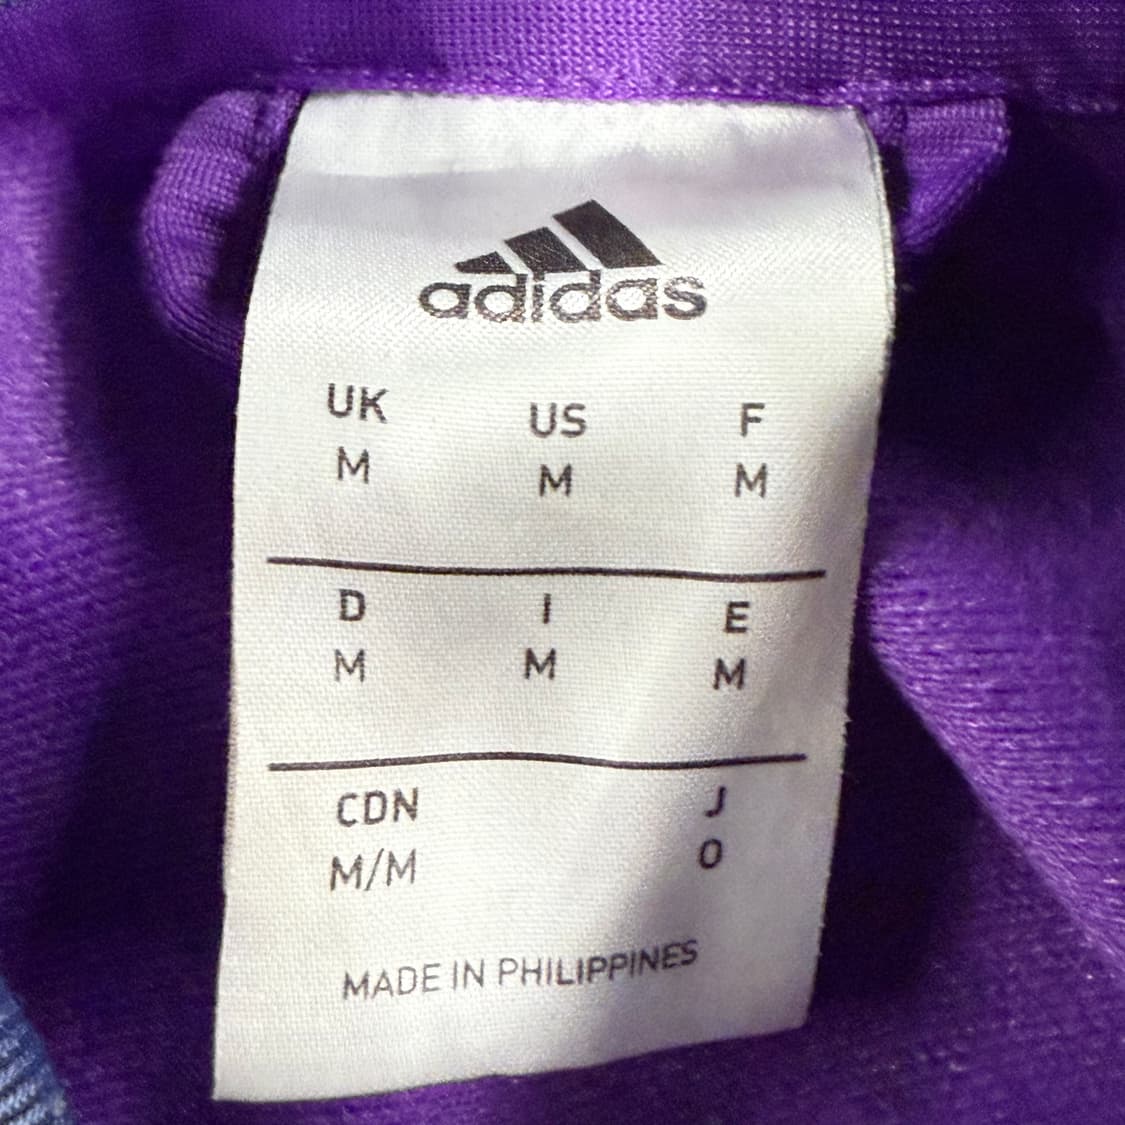 adidas
UK US F
M M M
D I E
M M M
CDN J
M/M O
MADE IN PHILIPPINES